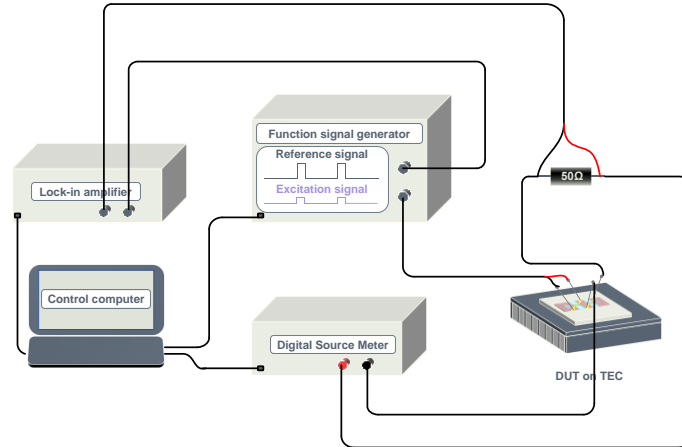 Function signal generator
Reference signal
Excitation signal
50Ω
Lock-in amplifier
Control computer
Digital Source Meter
DUT on TEC